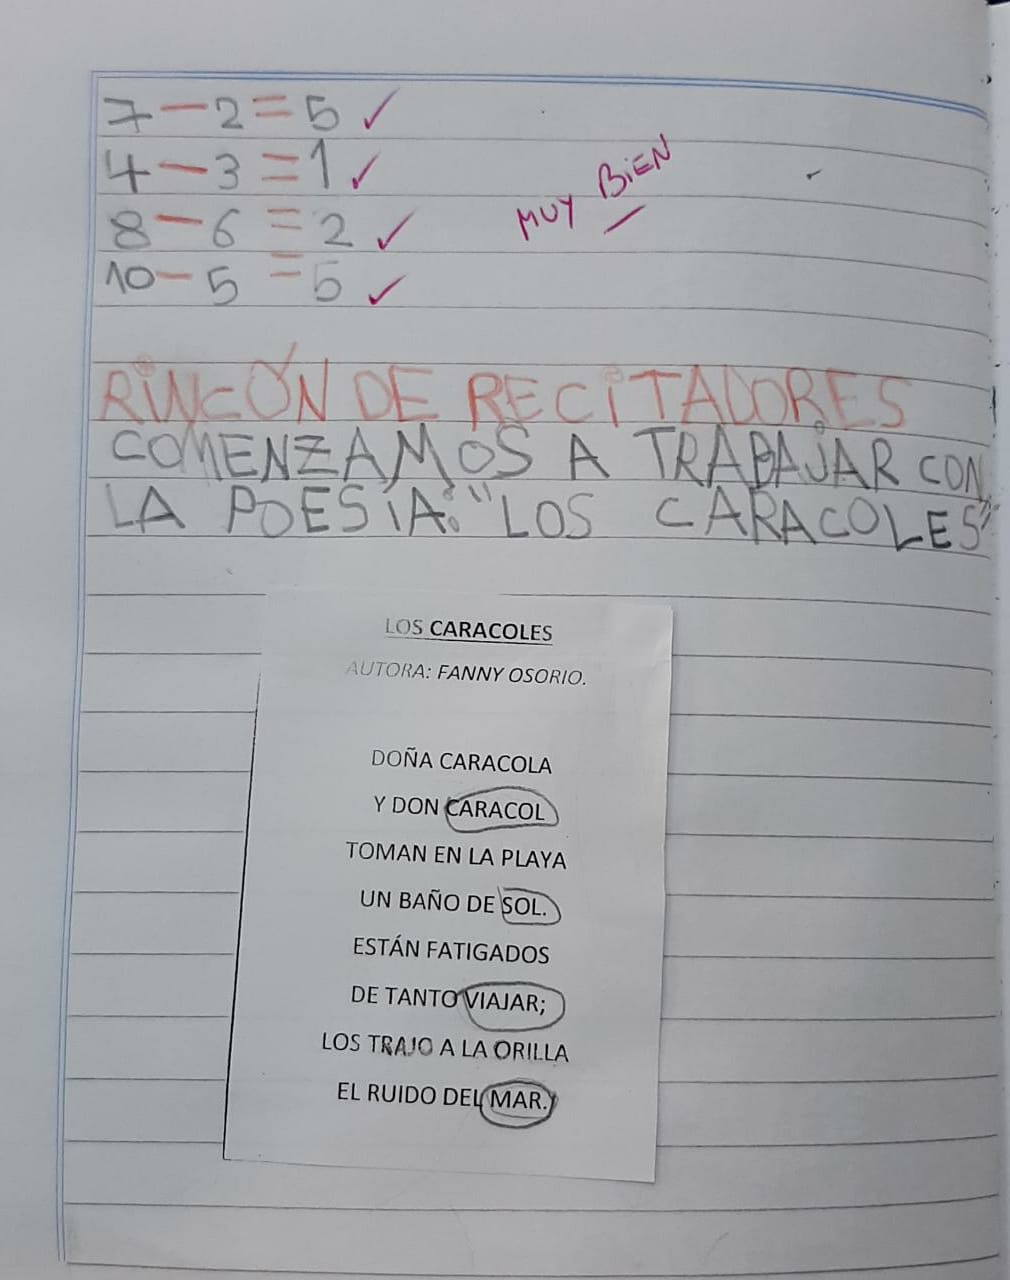 7-2=5 ✓
4-3=1 ✓
8-6=2 ✓
10-5=5 ✓
MUY BiEN
RiNCÓN DE RECiTADORES
COMENZAMOS A TRABAJAR CON
LA POESÍA: "LOS CARACOLES"
LOS CARACOLES
AUTORA: FANNY OSORIO.
DOÑA CARACOLA
Y DON CARACOL
TOMAN EN LA PLAYA
UN BAÑO DE SOL.
ESTÁN FATIGADOS
DE TANTO VIAJAR;
LOS TRAJO A LA ORILLA
EL RUIDO DEL MAR.